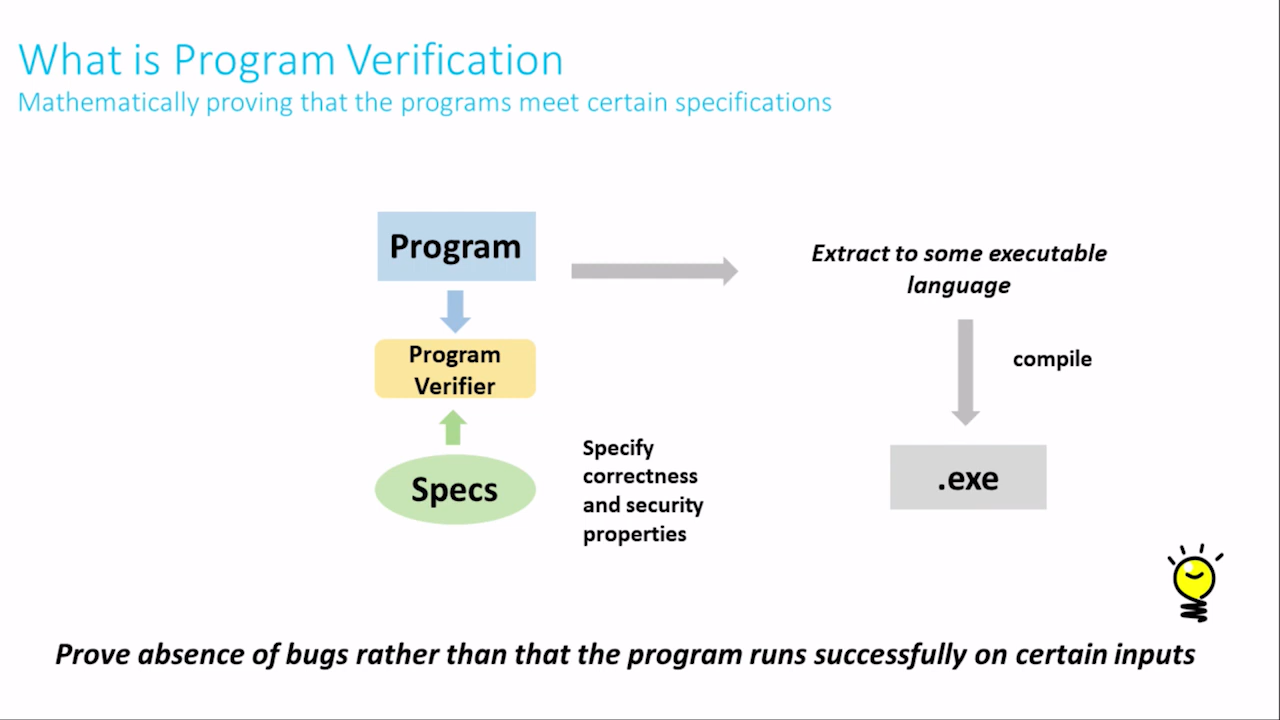 What is Program Verification
Mathematically proving that the programs meet certain specifications
Program
Program
Verifier
Specs
Specify
correctness
and security
properties
Extract to some executable
language
compile
.exe
Prove absence of bugs rather than that the program runs successfully on certain inputs